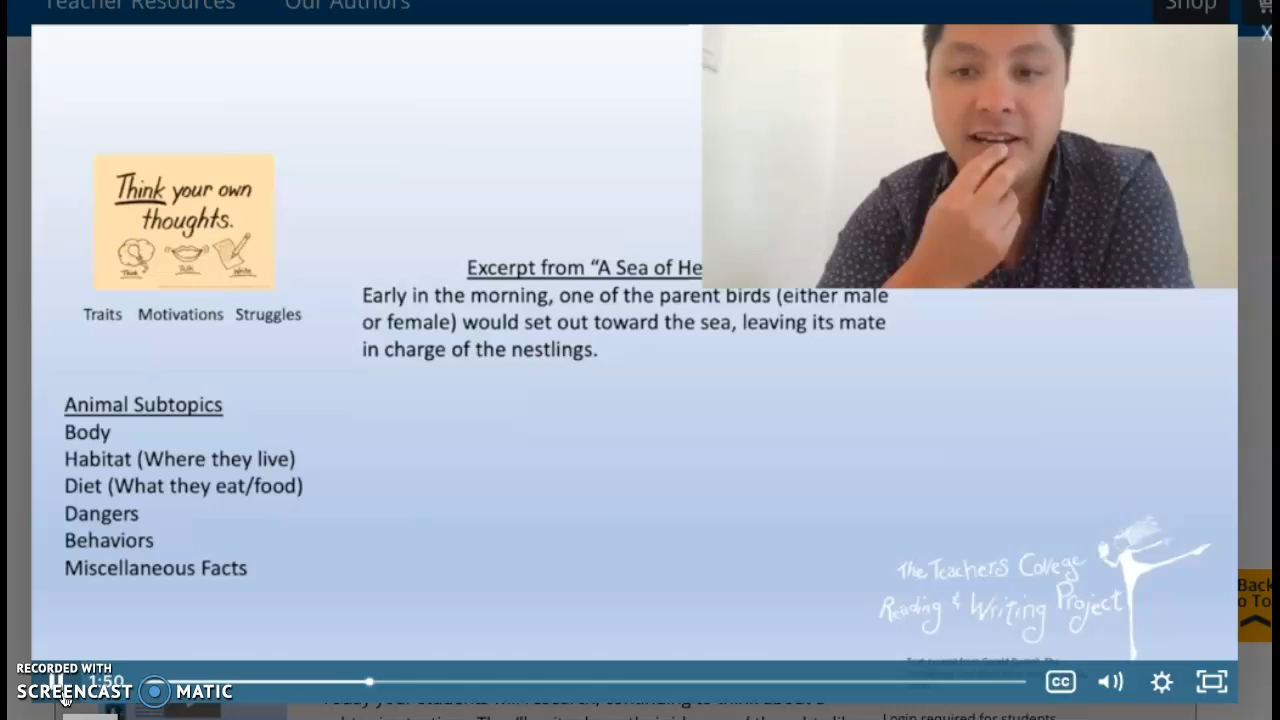 Teacher Resources Our Authors Shop
X
Think your own
thoughts.
Think Talk Write
Excerpt from “A Sea of He
Early in the morning, one of the parent birds (either male
or female) would set out toward the sea, leaving its mate
in charge of the nestlings.
Traits Motivations Struggles
Animal Subtopics
Body
Habitat (Where they live)
Diet (What they eat/food)
Dangers
Behaviors
Miscellaneous Facts
The Teachers College
Reading & Writing Project
Back
o To
RECORDED WITH
1:50 CC
SCREENCAST MATIC
Login required for students